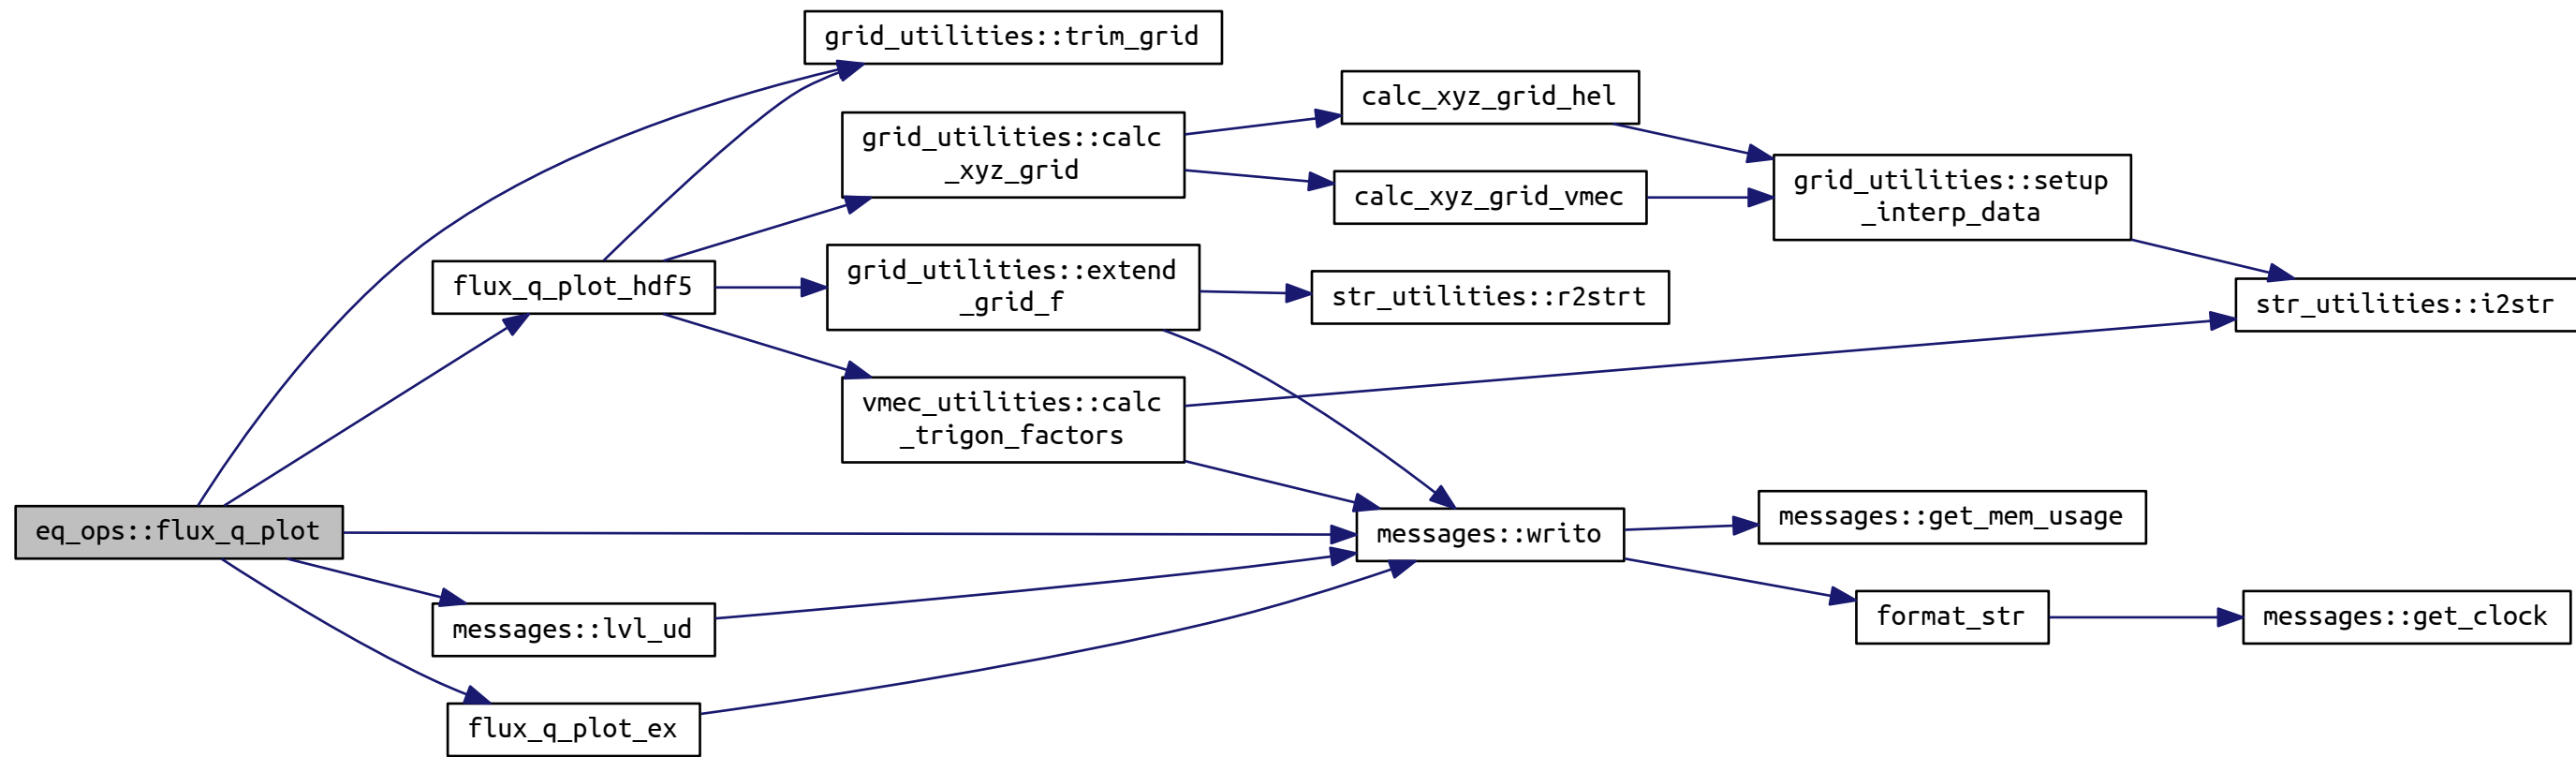 grid_utilities::trim_grid
calc_xyz_grid_hel
grid_utilities::calc
_xyz_grid
grid_utilities::setup
_interp_data
calc_xyz_grid_vmec
flux_q_plot_hdf5
grid_utilities::extend
_grid_f
str_utilities::r2strt
str_utilities::i2str
vmec_utilities::calc
_trigon_factors
eq_ops::flux_q_plot
messages::writo
messages::get_mem_usage
messages::lvl_ud
format_str
messages::get_clock
flux_q_plot_ex